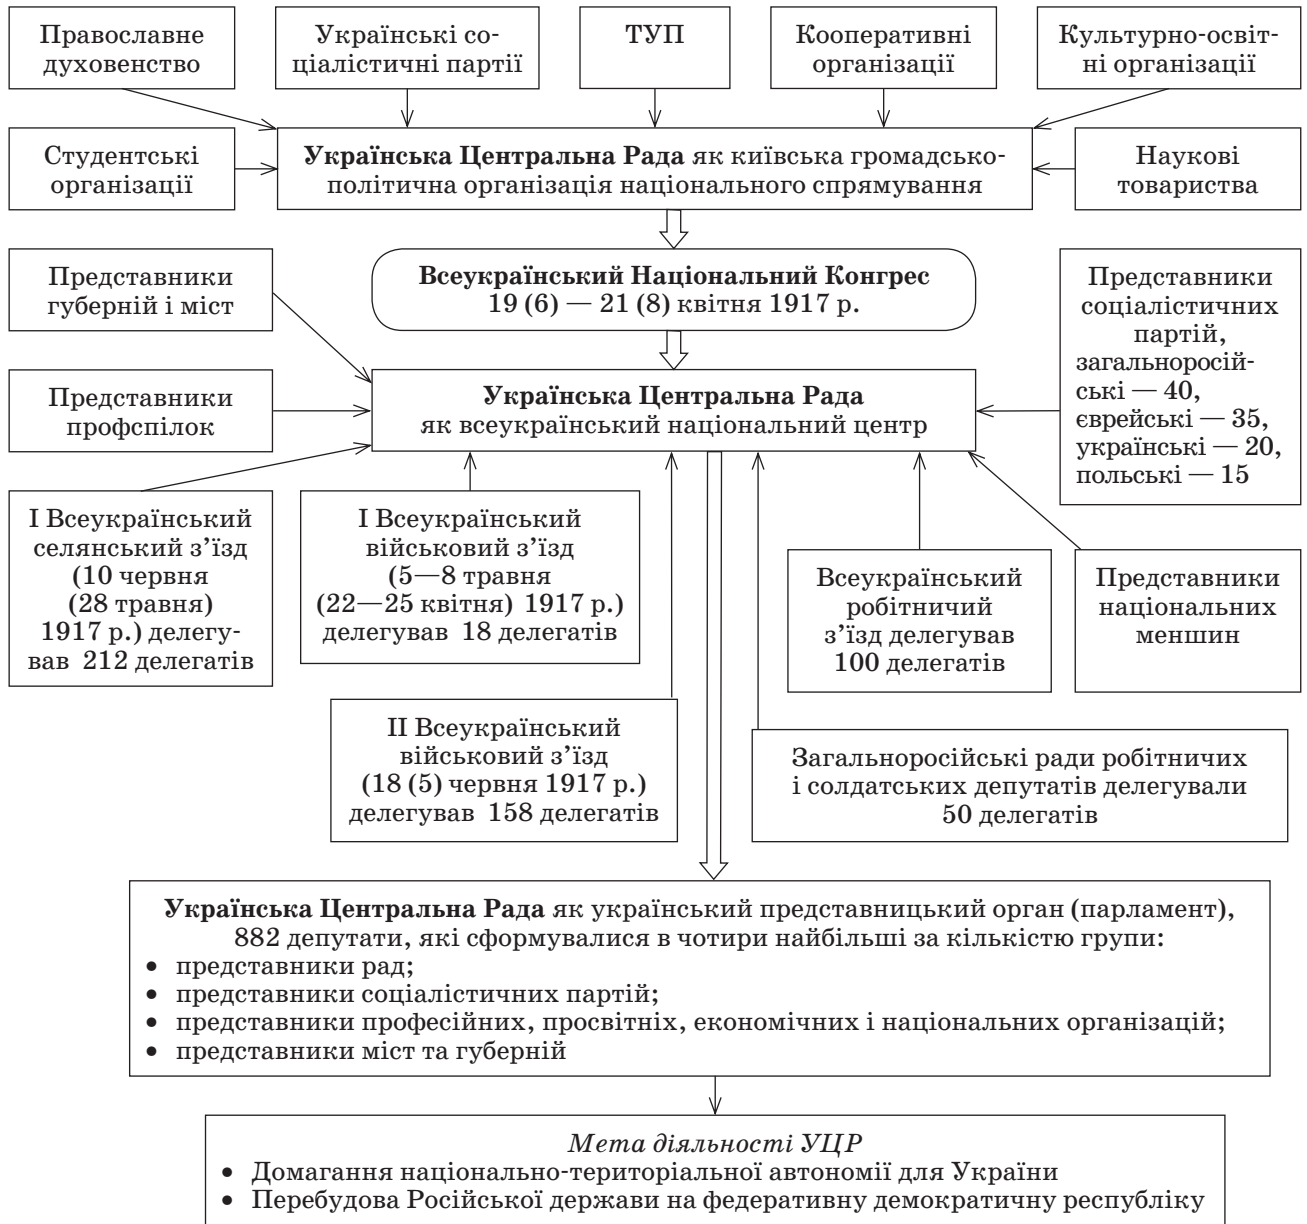 Православне
духовенство
Українські со-
ціалістичні партії
ТУП
Кооперативні
організації
Культурно-освіт-
ні організації
Студентські
організації
Українська Центральна Рада як київська громадсько-
політична організація національного спрямування
Наукові
товариства
Представники
губерній і міст
Всеукраїнський Національний Конгрес
19 (6) — 21 (8) квітня 1917 р.
Представники
соціалістичних
партій,
загальноросій-
ські — 40,
єврейські — 35,
українські — 20,
польські — 15
Представники
профспілок
Українська Центральна Рада
як всеукраїнський національний центр
І Всеукраїнський
селянський з’їзд
(10 червня
(28 травня)
1917 р.) делегу-
вав 212 делегатів
І Всеукраїнський
військовий з’їзд
(5—8 травня
(22—25 квітня) 1917 р.)
делегував 18 делегатів
Всеукраїнський
робітничий
з’їзд делегував
100 делегатів
Представники
національних
меншин
ІІ Всеукраїнський
військовий з’їзд
(18 (5) червня 1917 р.)
делегував 158 делегатів
Загальноросійські ради робітничих
і солдатських депутатів делегували
50 делегатів
Українська Центральна Рада як український представницький орган (парламент),
882 депутати, які сформувалися в чотири найбільші за кількістю групи:
• представники рад;
• представники соціалістичних партій;
• представники професійних, просвітніх, економічних і національних організацій;
• представники міст та губерній
Мета діяльності УЦР
• Домагання національно-територіальної автономії для України
• Перебудова Російської держави на федеративну демократичну республіку